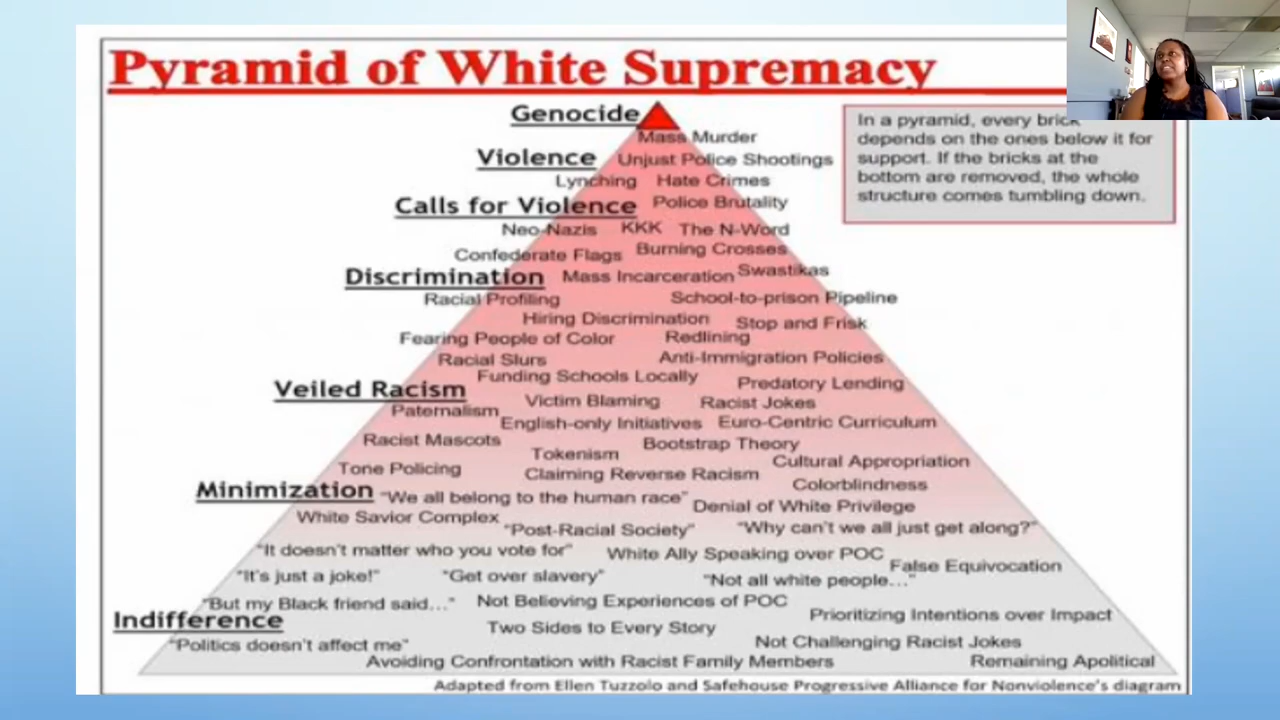 Pyramid of White Supremacy
Genocide
In a pyramid, every brick
depends on the ones below it for
support. If the bricks at the
bottom are removed, the whole
structure comes tumbling down.
Mass Murder
Violence Unjust Police Shootings
Lynching Hate Crimes
Calls for Violence Police Brutality
Neo-Nazis KKK The N-Word
Confederate Flags Burning Crosses
Discrimination Mass Incarceration Swastikas
Racial Profiling School-to-prison Pipeline
Hiring Discrimination Stop and Frisk
Fearing People of Color Redlining
Racial Slurs Anti-Immigration Policies
Funding Schools Locally Predatory Lending
Veiled Racism Victim Blaming Racist Jokes
Paternalism English-only Initiatives Euro-Centric Curriculum
Racist Mascots Bootstrap Theory
Tokenism Cultural Appropriation
Tone Policing Claiming Reverse Racism
Colorblindness
Minimization "We all belong to the human race" Denial of White Privilege
White Savior Complex "Post-Racial Society" "Why can't we all just get along?"
"It doesn't matter who you vote for" White Ally Speaking over POC
False Equivocation
"It's just a joke!" "Get over slavery" "Not all white people..."
"But my Black friend said..." Not Believing Experiences of POC
Prioritizing Intentions over Impact
Indifference Two Sides to Every Story
"Politics doesn't affect me" Not Challenging Racist Jokes
Avoiding Confrontation with Racist Family Members Remaining Apolitical
Adapted from Ellen Tuzzolo and Safehouse Progressive Alliance for Nonviolence's diagram